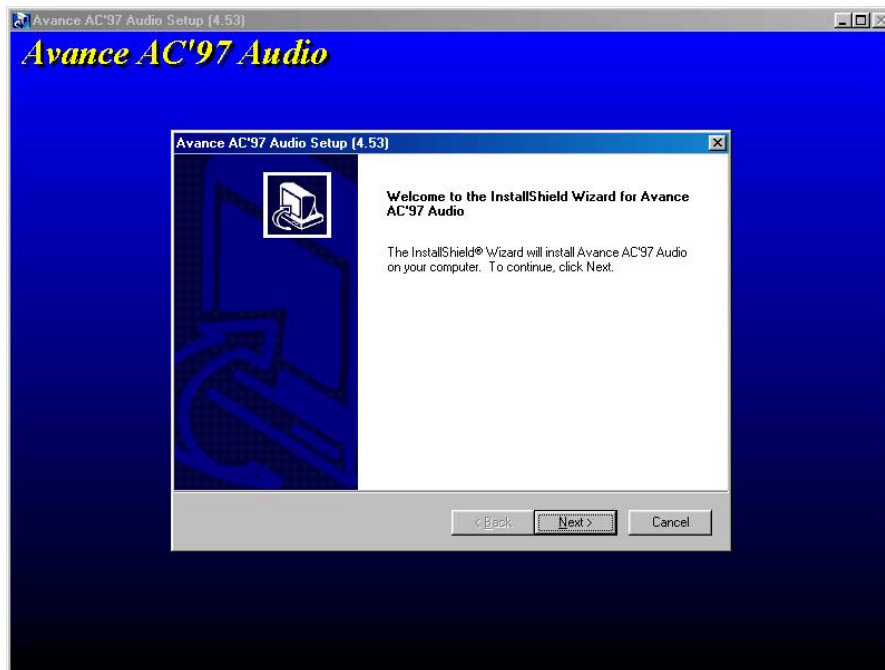 Avance AC'97 Audio Setup (4.53)
Avance AC'97 Audio
Avance AC'97 Audio Setup (4.53)
Welcome to the InstallShield Wizard for Avance
AC'97 Audio
The InstallShield® Wizard will install Avance AC'97 Audio
on your computer. To continue, click Next.
< Back Next > Cancel